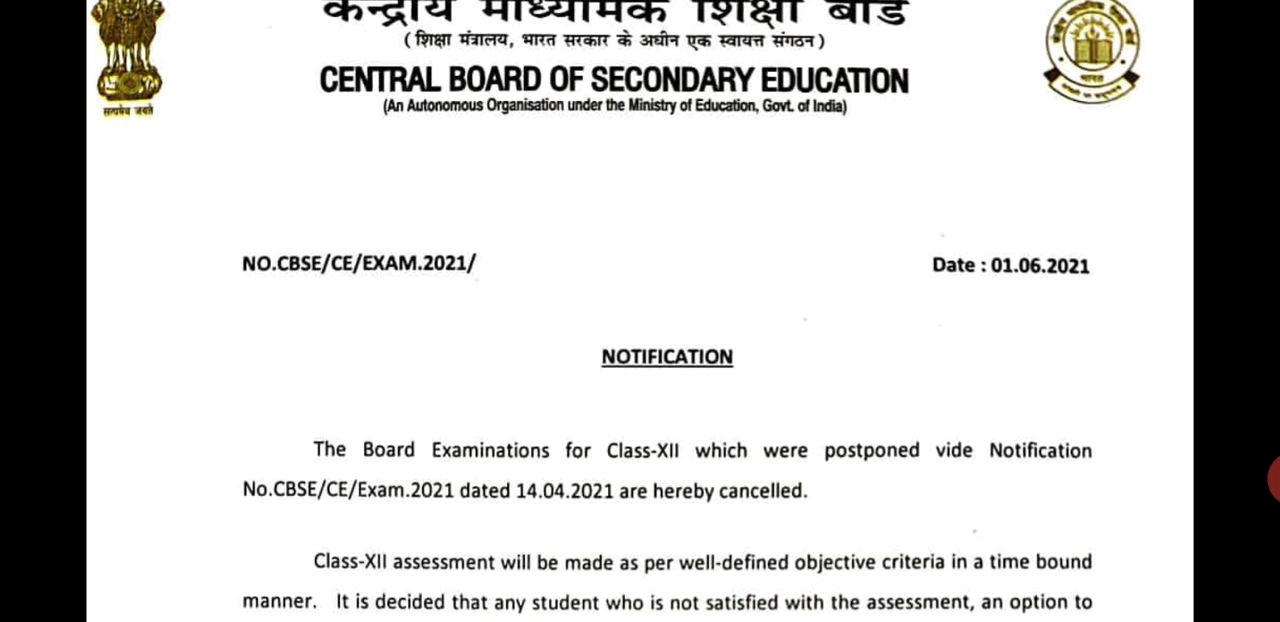 केन्द्रीय माध्यमिक शिक्षा बोर्ड
( शिक्षा मंत्रालय, भारत सरकार के अधीन एक स्वायत्त संगठन )
CENTRAL BOARD OF SECONDARY EDUCATION
(An Autonomous Organisation under the Ministry of Education, Govt. of India)
सत्यमेव जयते
भारत
NO.CBSE/CE/EXAM.2021/
Date : 01.06.2021
NOTIFICATION
The Board Examinations for Class-XII which were postponed vide Notification
No.CBSE/CE/Exam.2021 dated 14.04.2021 are hereby cancelled.
Class-XII assessment will be made as per well-defined objective criteria in a time bound
manner. It is decided that any student who is not satisfied with the assessment, an option to